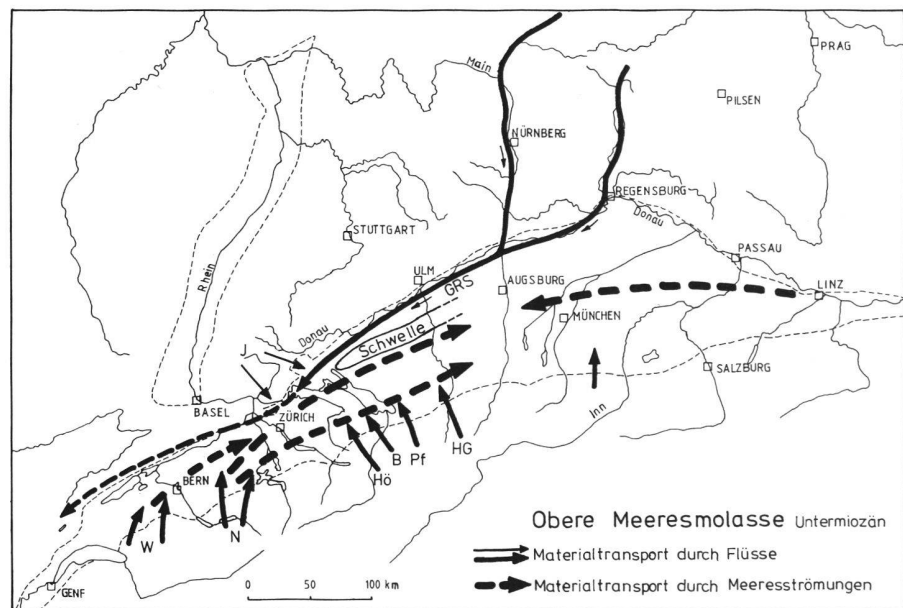 PRAG
Main
PILSEN
NÜRNBERG
REGENSBURG
Donau
STUTTGART
PASSAU
Rhein
ULM
GRS
AUGSBURG
LINZ
MÜNCHEN
Donau
Schwelle
J
SALZBURG
BASEL
ZÜRICH
Inn
HG
B Pf
Hö
BERN
N
W
Obere Meeresmolasse Untermiozän
Materialtransport durch Flüsse
Materialtransport durch Meeresströmungen
GENF
0 50 100 km